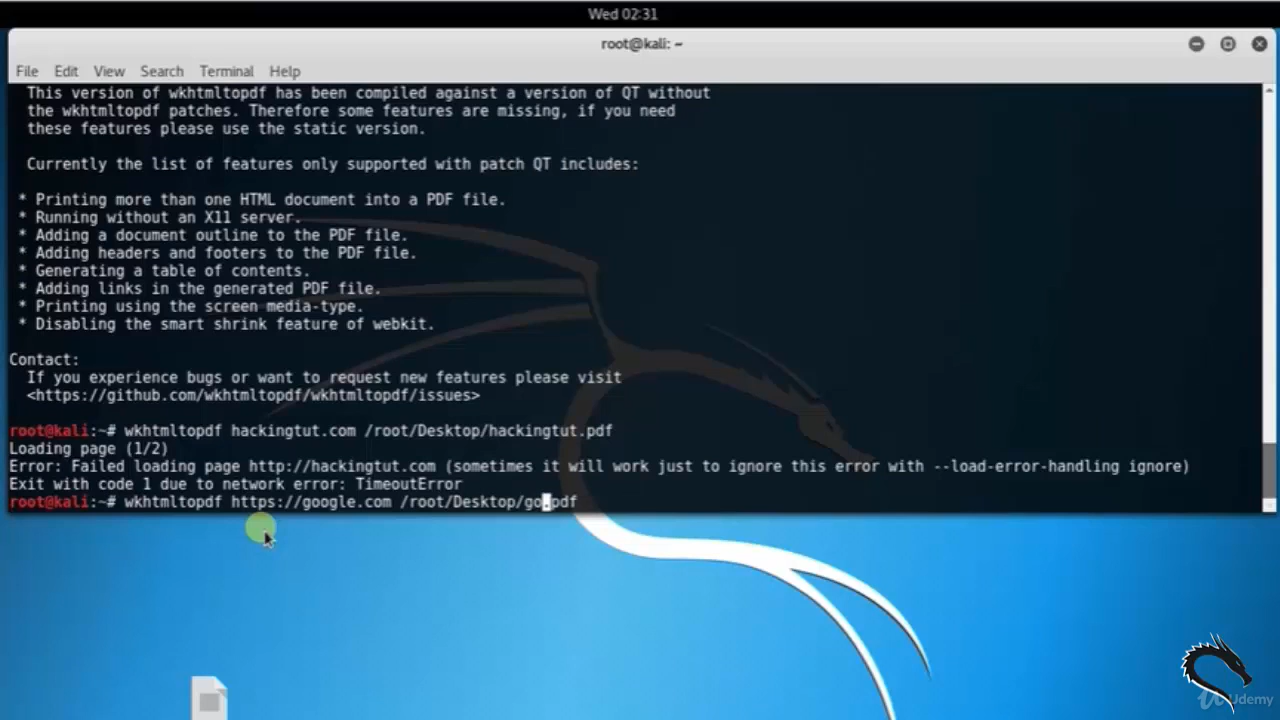 Wed 02:31
root@kali: ~
File Edit View Search Terminal Help
This version of wkhtmltopdf has been compiled against a version of QT without
the wkhtmltopdf patches. Therefore some features are missing, if you need
these features please use the static version.
Currently the list of features only supported with patch QT includes:
* Printing more than one HTML document into a PDF file.
* Running without an X11 server.
* Adding a document outline to the PDF file.
* Adding headers and footers to the PDF file.
* Generating a table of contents.
* Adding links in the generated PDF file.
* Printing using the screen media-type.
* Disabling the smart shrink feature of webkit.
Contact:
If you experience bugs or want to request new features please visit
<https://github.com/wkhtmltopdf/wkhtmltopdf/issues>
root@kali:~# wkhtmltopdf hackingtut.com /root/Desktop/hackingtut.pdf
Loading page (1/2)
Error: Failed loading page http://hackingtut.com (sometimes it will work just to ignore this error with --load-error-handling ignore)
Exit with code 1 due to network error: TimeoutError
root@kali:~# wkhtmltopdf https://google.com /root/Desktop/go.pdf
Udemy